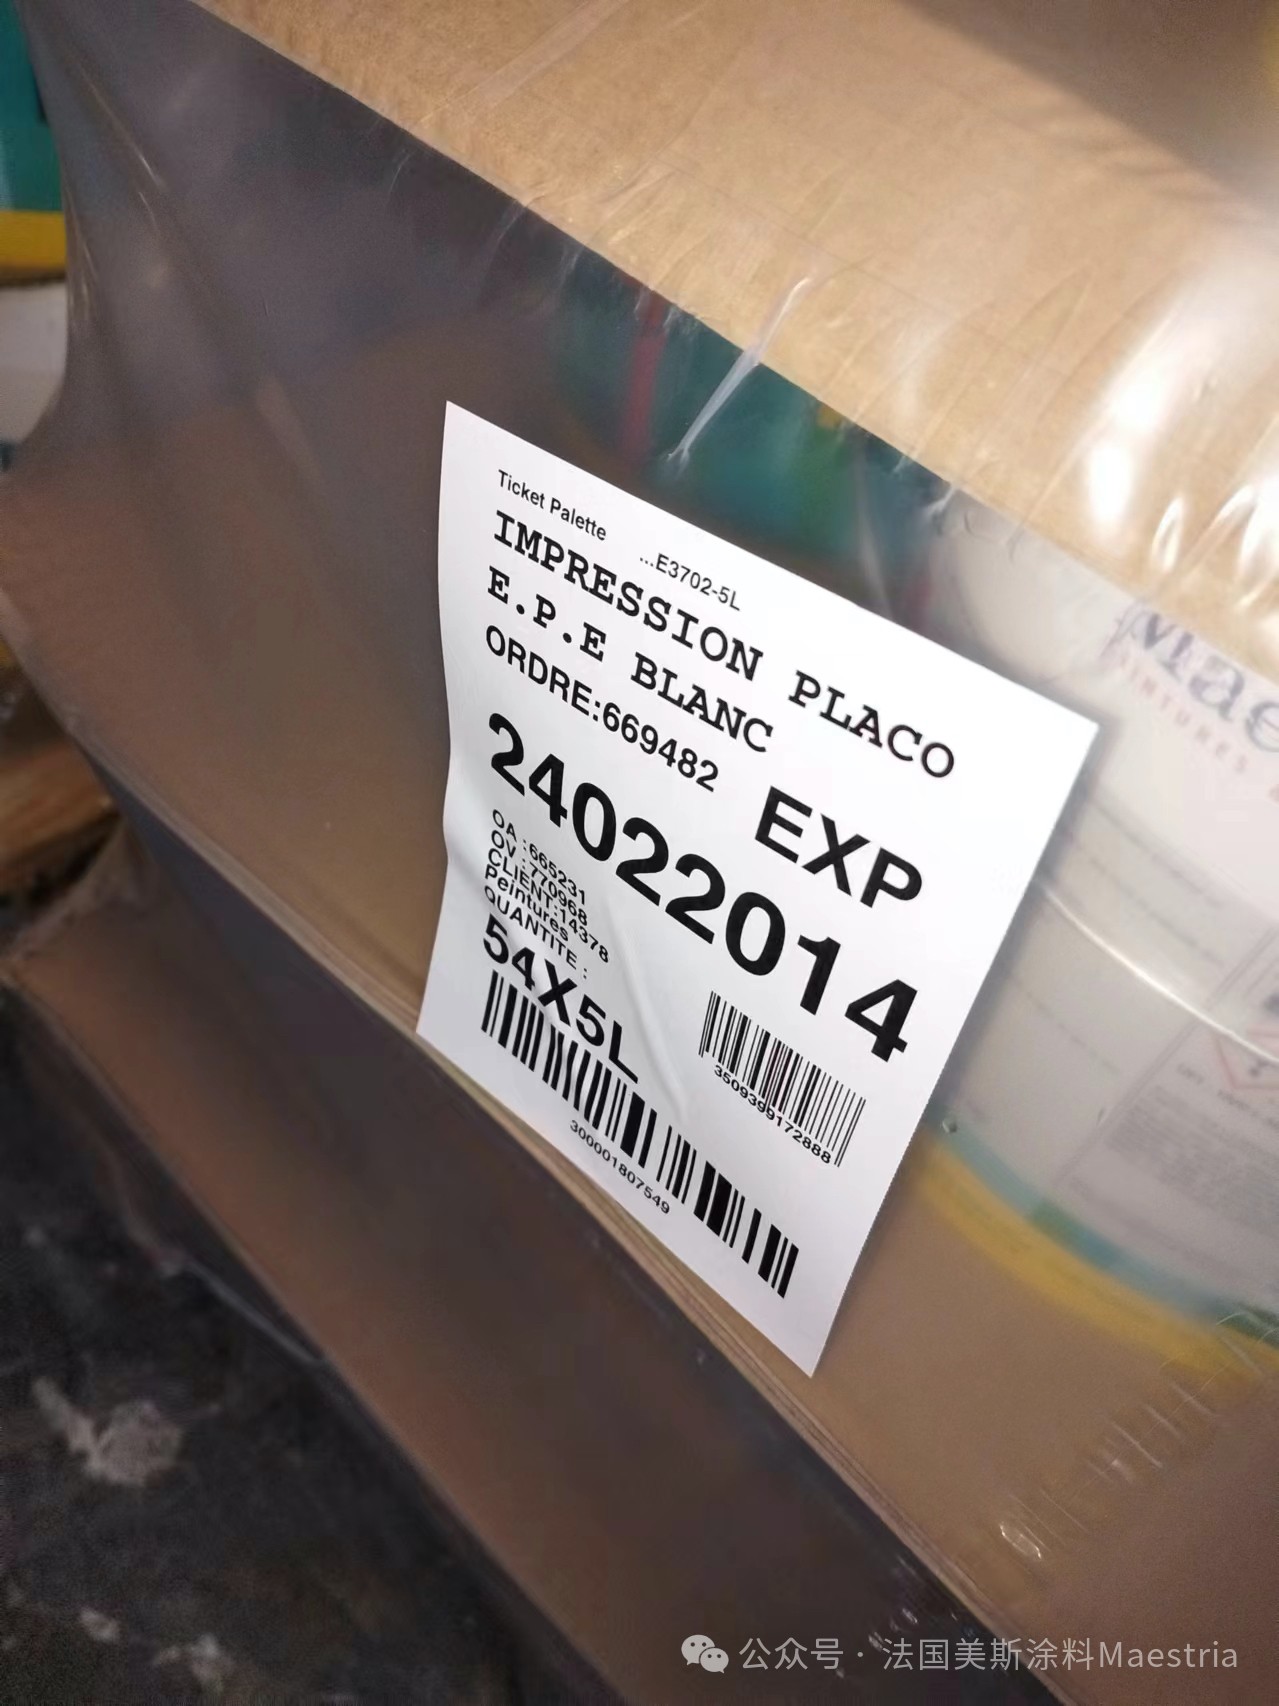 Ticket Palette ...E3702-5L
IMPRESSION PLACO
E.P.E BLANC
ORDRE:669482
EXP
24022014
OA :665231
OV :770968
CLIENT:14378
Peintures
QUANTITE :
54X5L
3509399172888
300001807549
公众号 · 法国美斯涂料Maestria